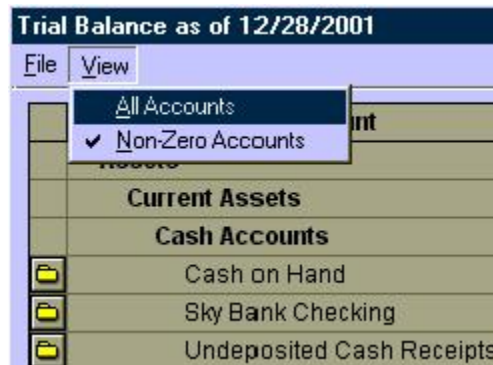 Trial Balance as of 12/28/2001
File View
All Accounts
✔ Non-Zero Accounts
Current Assets
Cash Accounts
Cash on Hand
Sky Bank Checking
Undeposited Cash Receipts